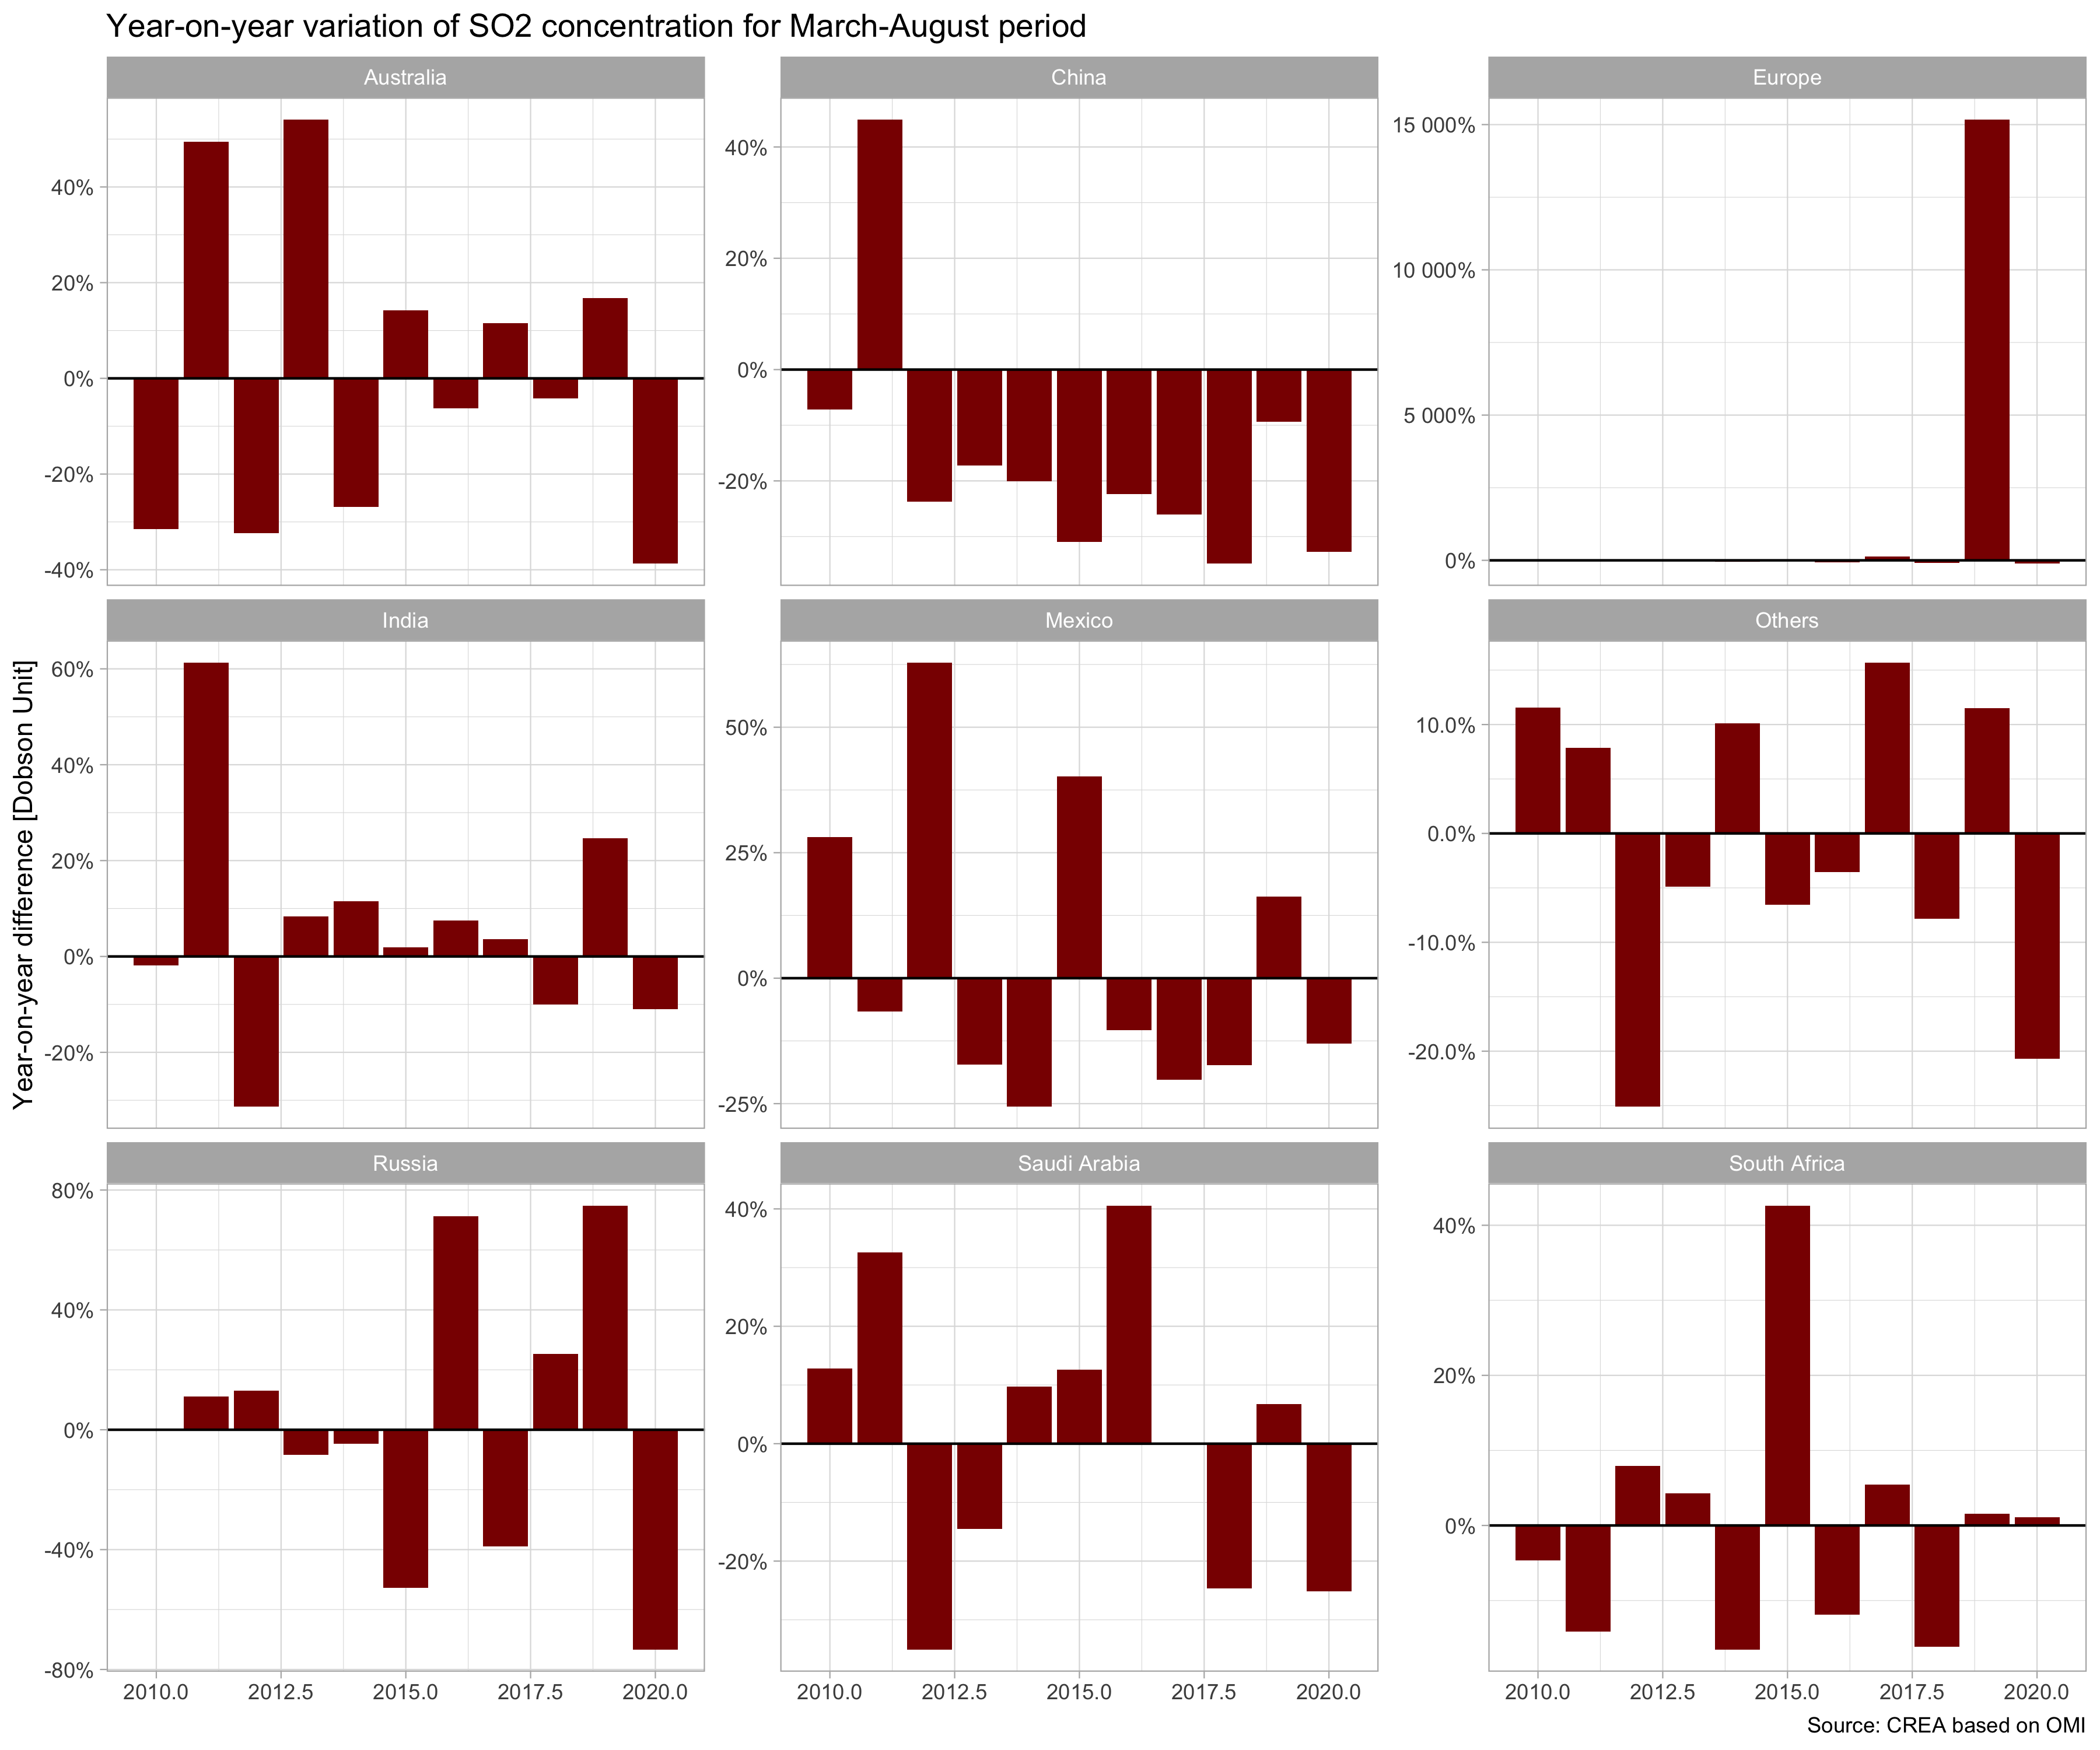 Year-on-year variation of SO2 concentration for March-August period
Australia
China
Europe
40%
20%
0%
-20%
-40%
40%
20%
0%
-20%
15 000%
10 000%
5 000%
0%
Year-on-year difference [Dobson Unit]
India
Mexico
Others
60%
40%
20%
0%
-20%
50%
25%
0%
-25%
10.0%
0.0%
-10.0%
-20.0%
Russia
Saudi Arabia
South Africa
80%
40%
0%
-40%
-80%
40%
20%
0%
-20%
40%
20%
0%
2010.0 2012.5 2015.0 2017.5 2020.0
2010.0 2012.5 2015.0 2017.5 2020.0
2010.0 2012.5 2015.0 2017.5 2020.0
Source: CREA based on OMI